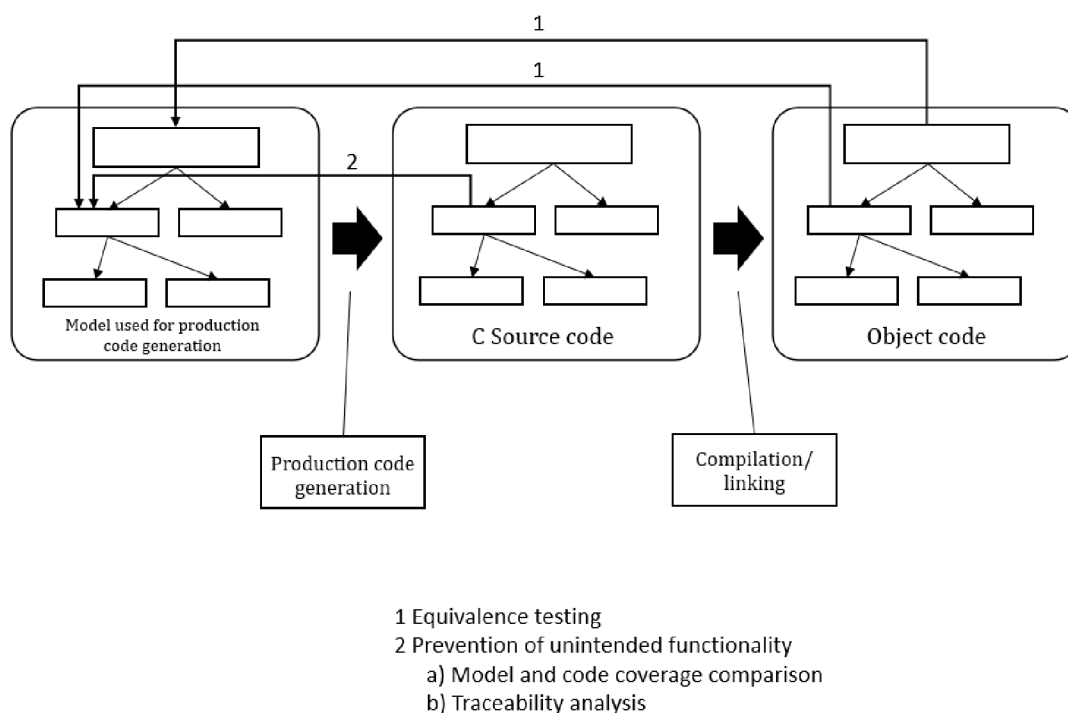 1
1
2
Model used for production
code generation
C Source code
Object code
Production code
generation
Compilation/
linking
1 Equivalence testing
2 Prevention of unintended functionality
a) Model and code coverage comparison
b) Traceability analysis